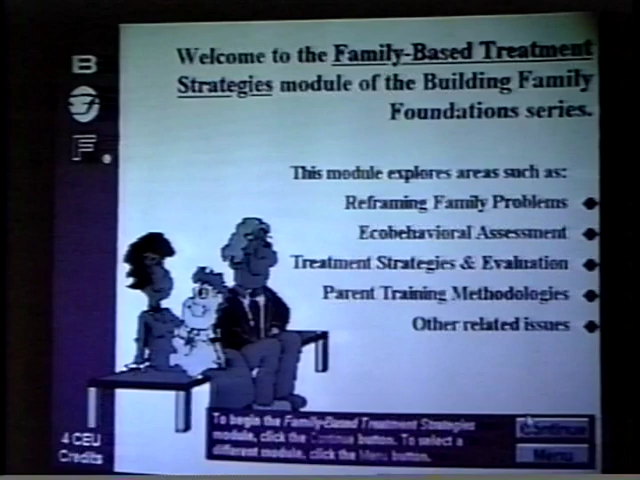 B
F
Welcome to the Family-Based Treatment
Strategies module of the Building Family
Foundations series.
This module explores areas such as:
Reframing Family Problems
Ecobehavioral Assessment
Treatment Strategies & Evaluation
Parent Training Methodologies
Other related issues
To begin the Family-Based Treatment Strategies
module, click the Continue button. To select a
different module, click the Menu button.
Continue
Menu
4 CEU
Credits